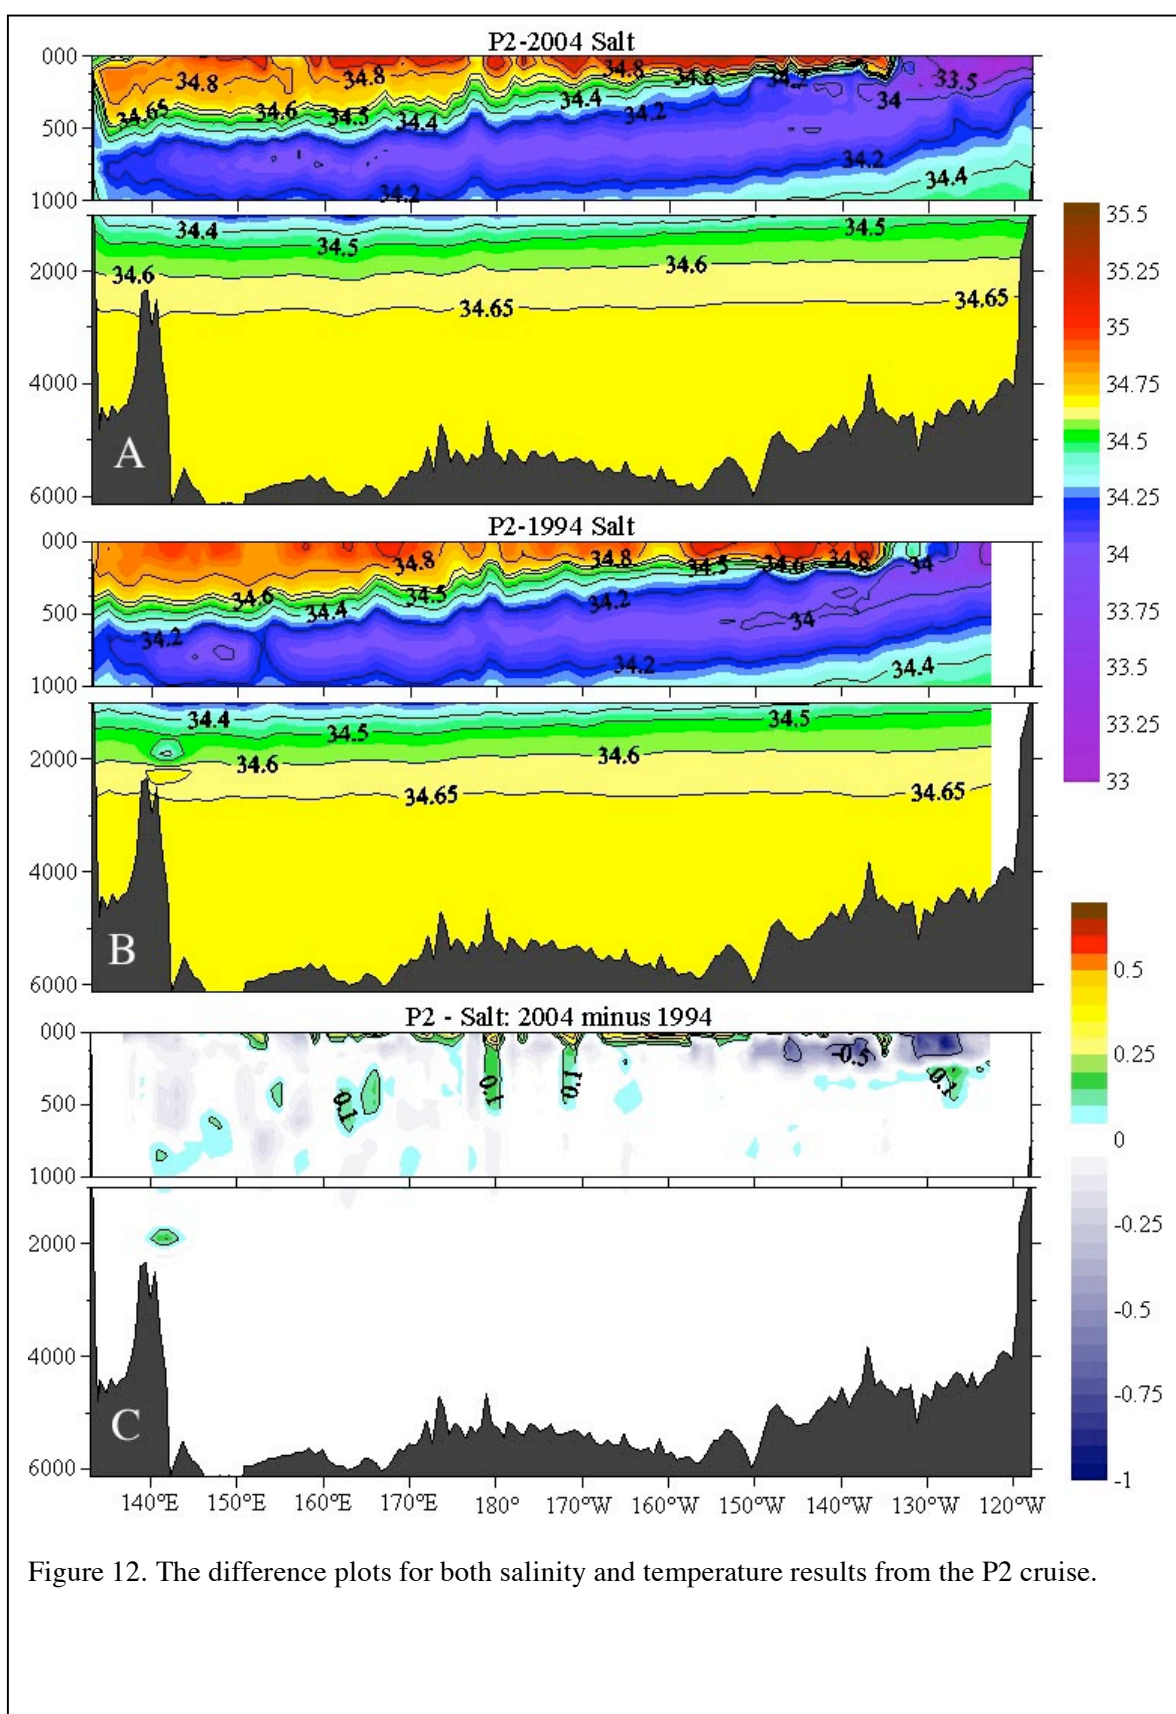 P2-2004 Salt
000
500
1000
34.8 34.8 34.8 34.6 34.2 33.5
34.65 34.6 34.5 34.4 34.4 34.2 34
34.2 34.2 34.4
2000
4000
6000
34.4 34.5 34.5
34.6 34.6
34.65 34.65
A
P2-1994 Salt
000
500
1000
34.8 34.8 34.5 34.6 34.8 34
34.6 34.4 34.5 34.2 34
34.2 34.2 34.4
2000
4000
6000
34.4 34.5 34.5
34.6 34.6
34.65 34.65
B
35.5
35.25
35
34.75
34.5
34.25
34
33.75
33.5
33.25
33
P2 - Salt: 2004 minus 1994
000
500
1000
0.1 0.1 0.1 -0.5 0.1
2000
4000
6000
C
0.5
0.25
0
-0.25
-0.5
-0.75
-1
140°E 150°E 160°E 170°E 180° 170°W 160°W 150°W 140°W 130°W 120°W
Figure 12. The difference plots for both salinity and temperature results from the P2 cruise.